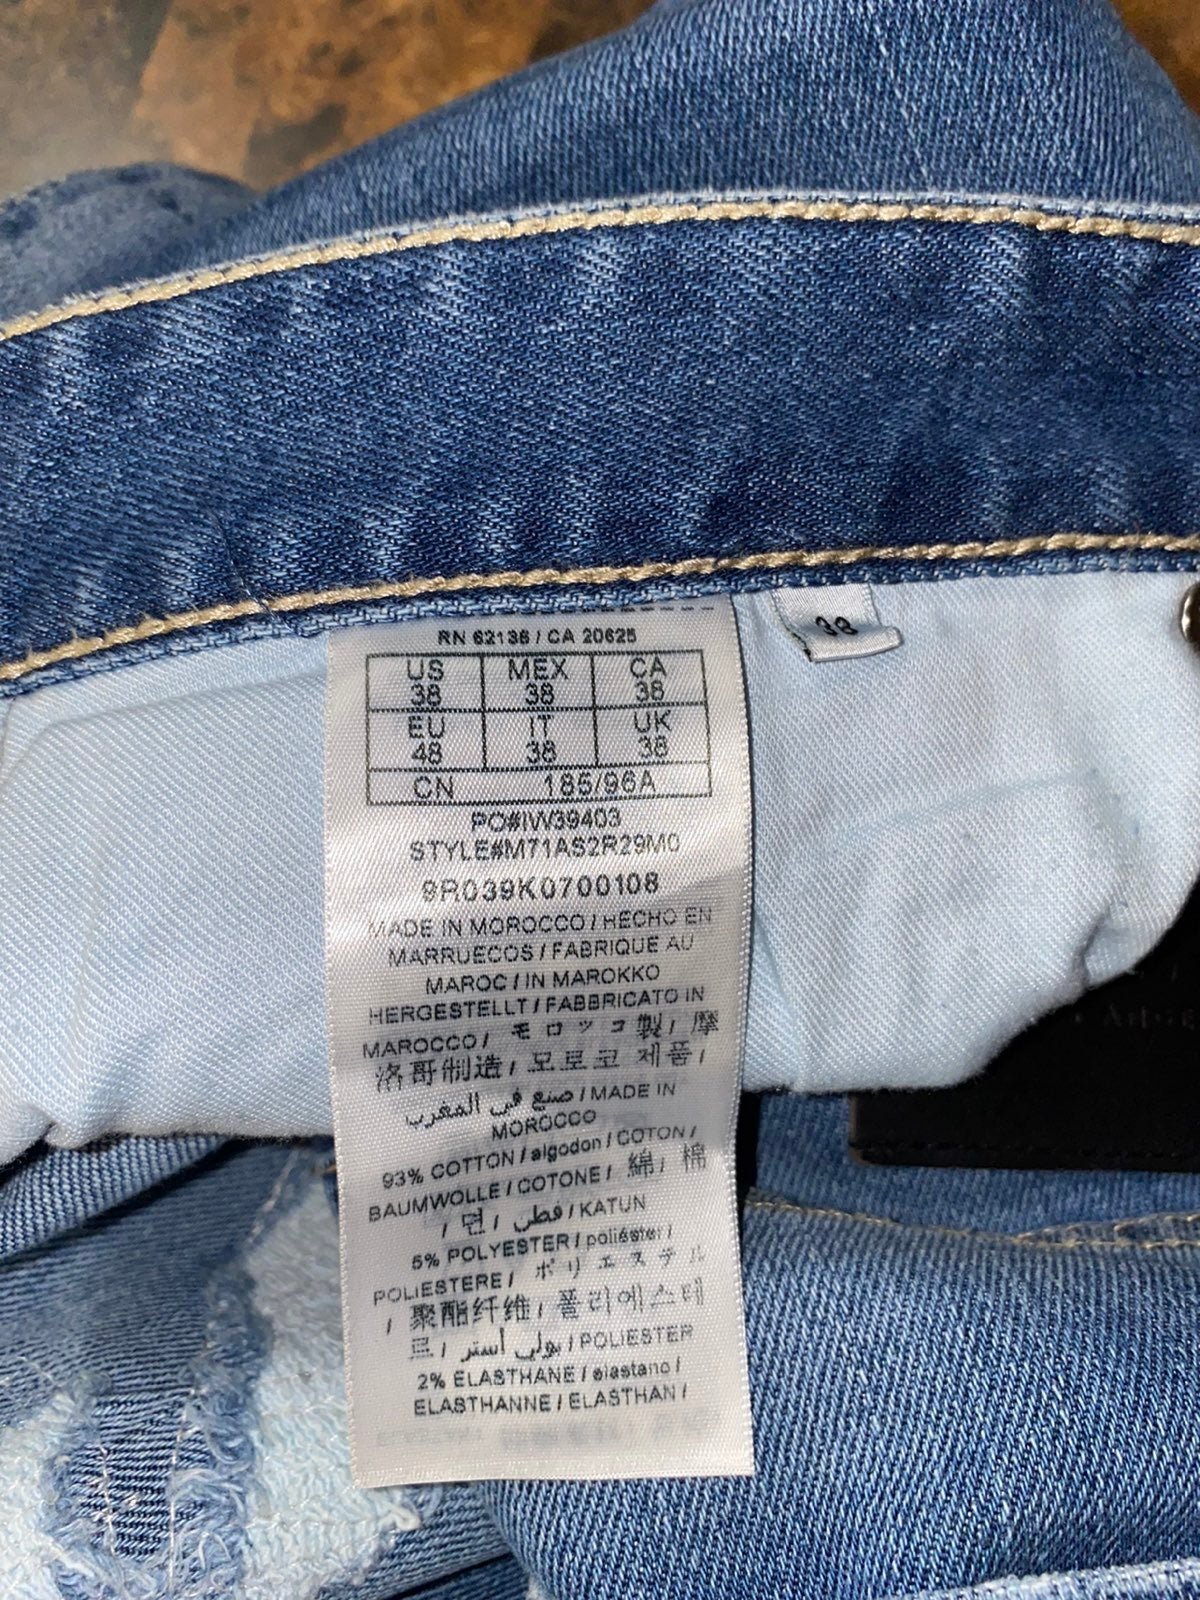 RN 62136 / CA 20625
38
US MEX CA
38 38 38
EU IT UK
48 38 38
CN 185/96A
PO#IW39403
STYLE#M71AS2R29M0
9R039K0700108
MADE IN MOROCCO / HECHO EN
MARRUECOS / FABRIQUE AU
MAROC / IN MAROKKO
HERGESTELLT / FABBRICATO IN
MAROCCO / モロッコ製 / 摩
洛哥制造 / 모로코 제품 /
صنع في المغرب / MADE IN
MOROCCO
93% COTTON / algodon / COTON /
BAUMWOLLE / COTONE / 綿 / 棉
/ 면 / قطن / KATUN
5% POLYESTER / poliéster /
POLIESTERE / ポリエステル
/ 聚酯纤维 / 폴리에스테
르 / بولي أستر / POLIESTER
2% ELASTHANE / elastano /
ELASTHANNE / ELASTHAN /